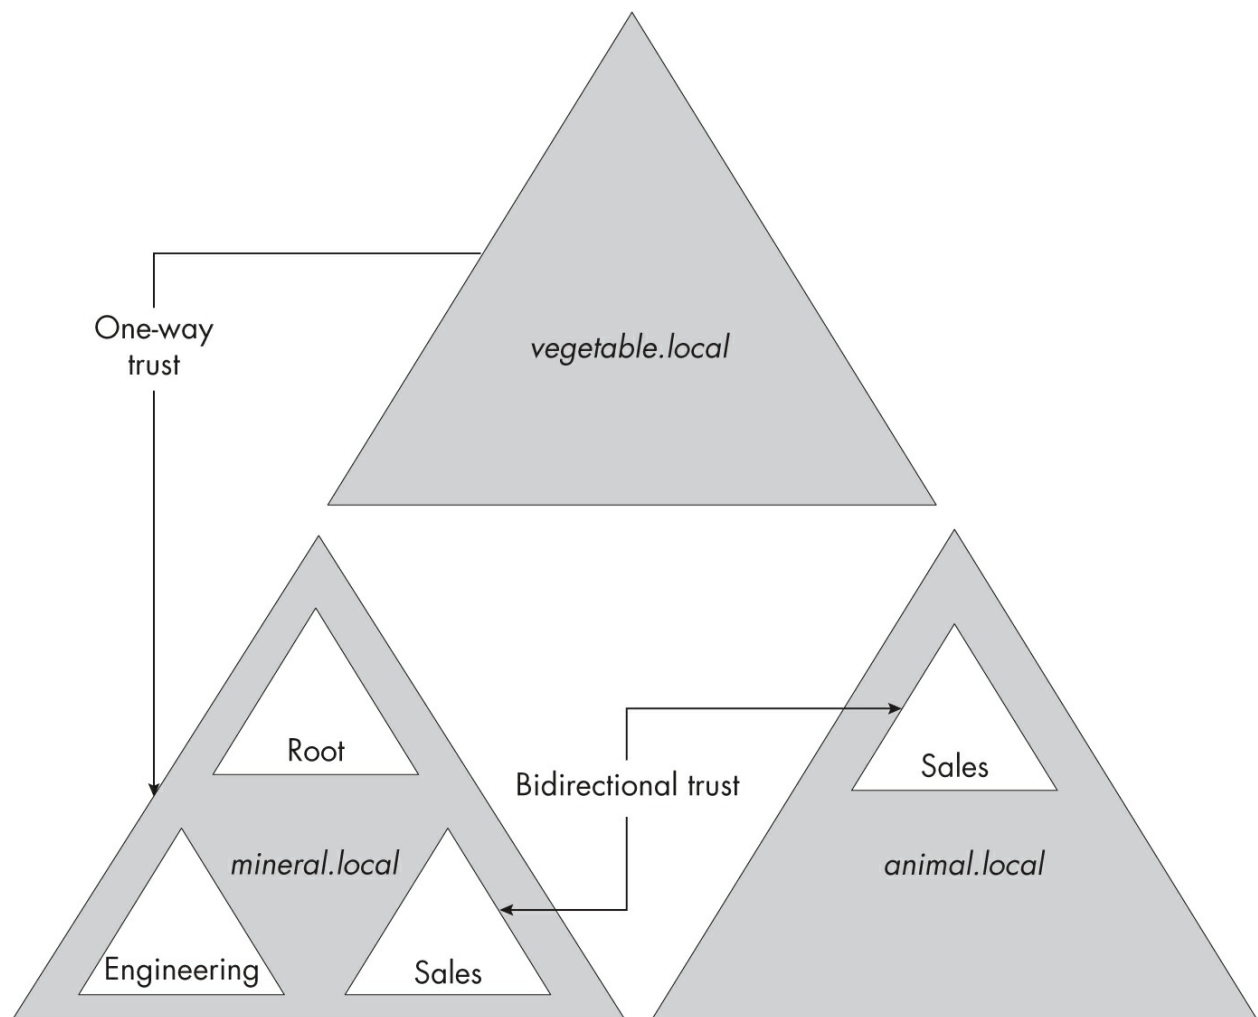 One-way
trust
vegetable.local
Root
Bidirectional trust
Sales
mineral.local
animal.local
Engineering
Sales